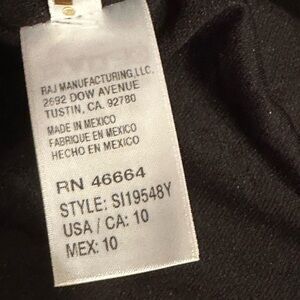 RAJ MANUFACTURING, LLC.
2692 DOW AVENUE
TUSTIN, CA. 92780
MADE IN MEXICO
FABRIQUE EN MEXICO
HECHO EN MEXICO
RN 46664
STYLE: SI19548Y
USA / CA: 10
MEX: 10